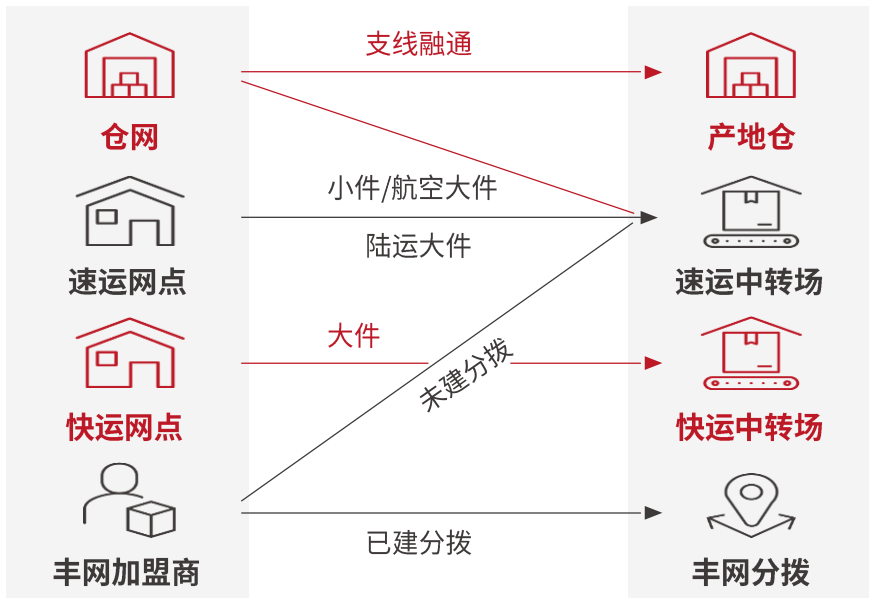 支线融通
仓网
产地仓
小件/航空大件
陆运大件
速运网点
速运中转场
大件
未建分拨
快运网点
快运中转场
已建分拨
丰网加盟商
丰网分拨